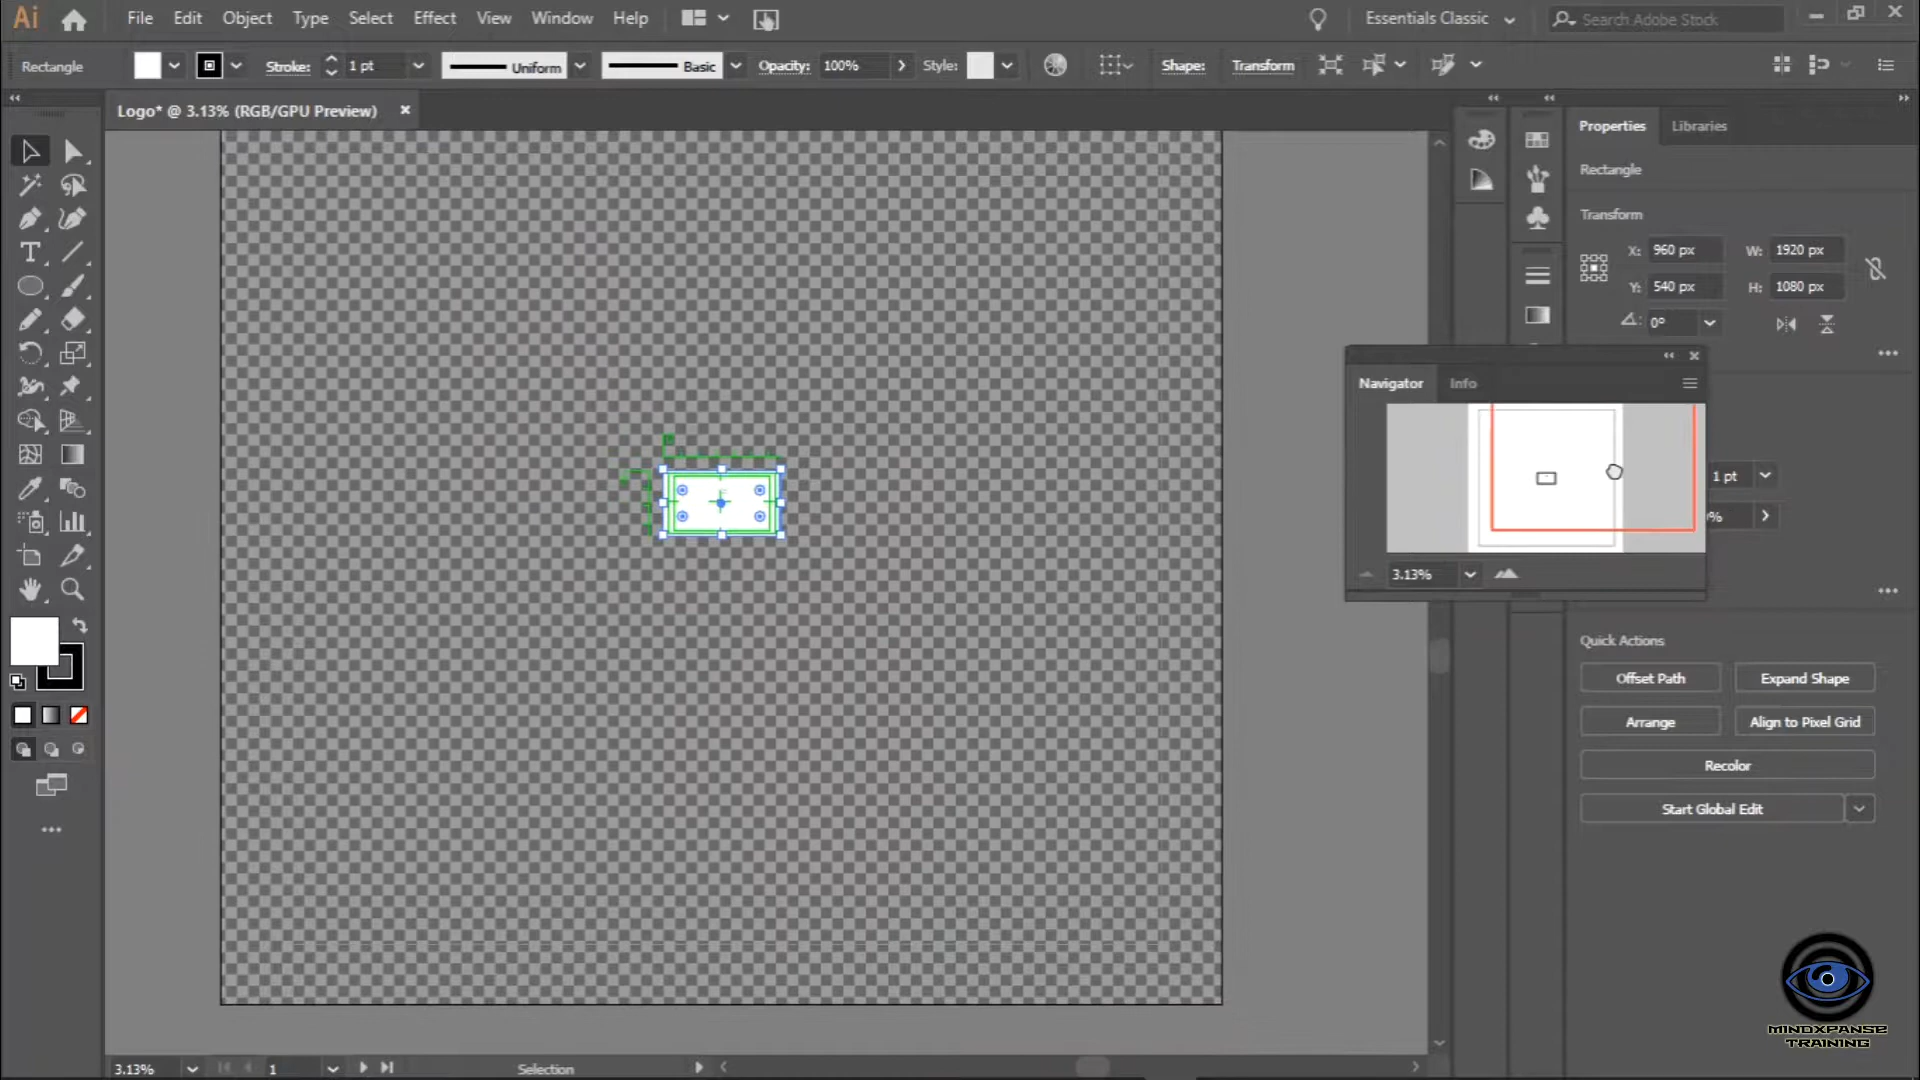 Ai File Edit Object Type Select Effect View Window Help Essentials Classic Search Adobe Stock
Rectangle Stroke: 1 pt Uniform Basic Opacity: 100% Style: Shape: Transform
Logo* @ 3.13% (RGB/GPU Preview)
Properties Libraries
Rectangle
Transform
X: 960 px W: 1920 px
Y: 540 px H: 1080 px
0°
Navigator Info
1 pt
%
3.13%
Quick Actions
Offset Path Expand Shape
Arrange Align to Pixel Grid
Recolor
Start Global Edit
MINDXPANSE
TRAINING
3.13% 1 Selection